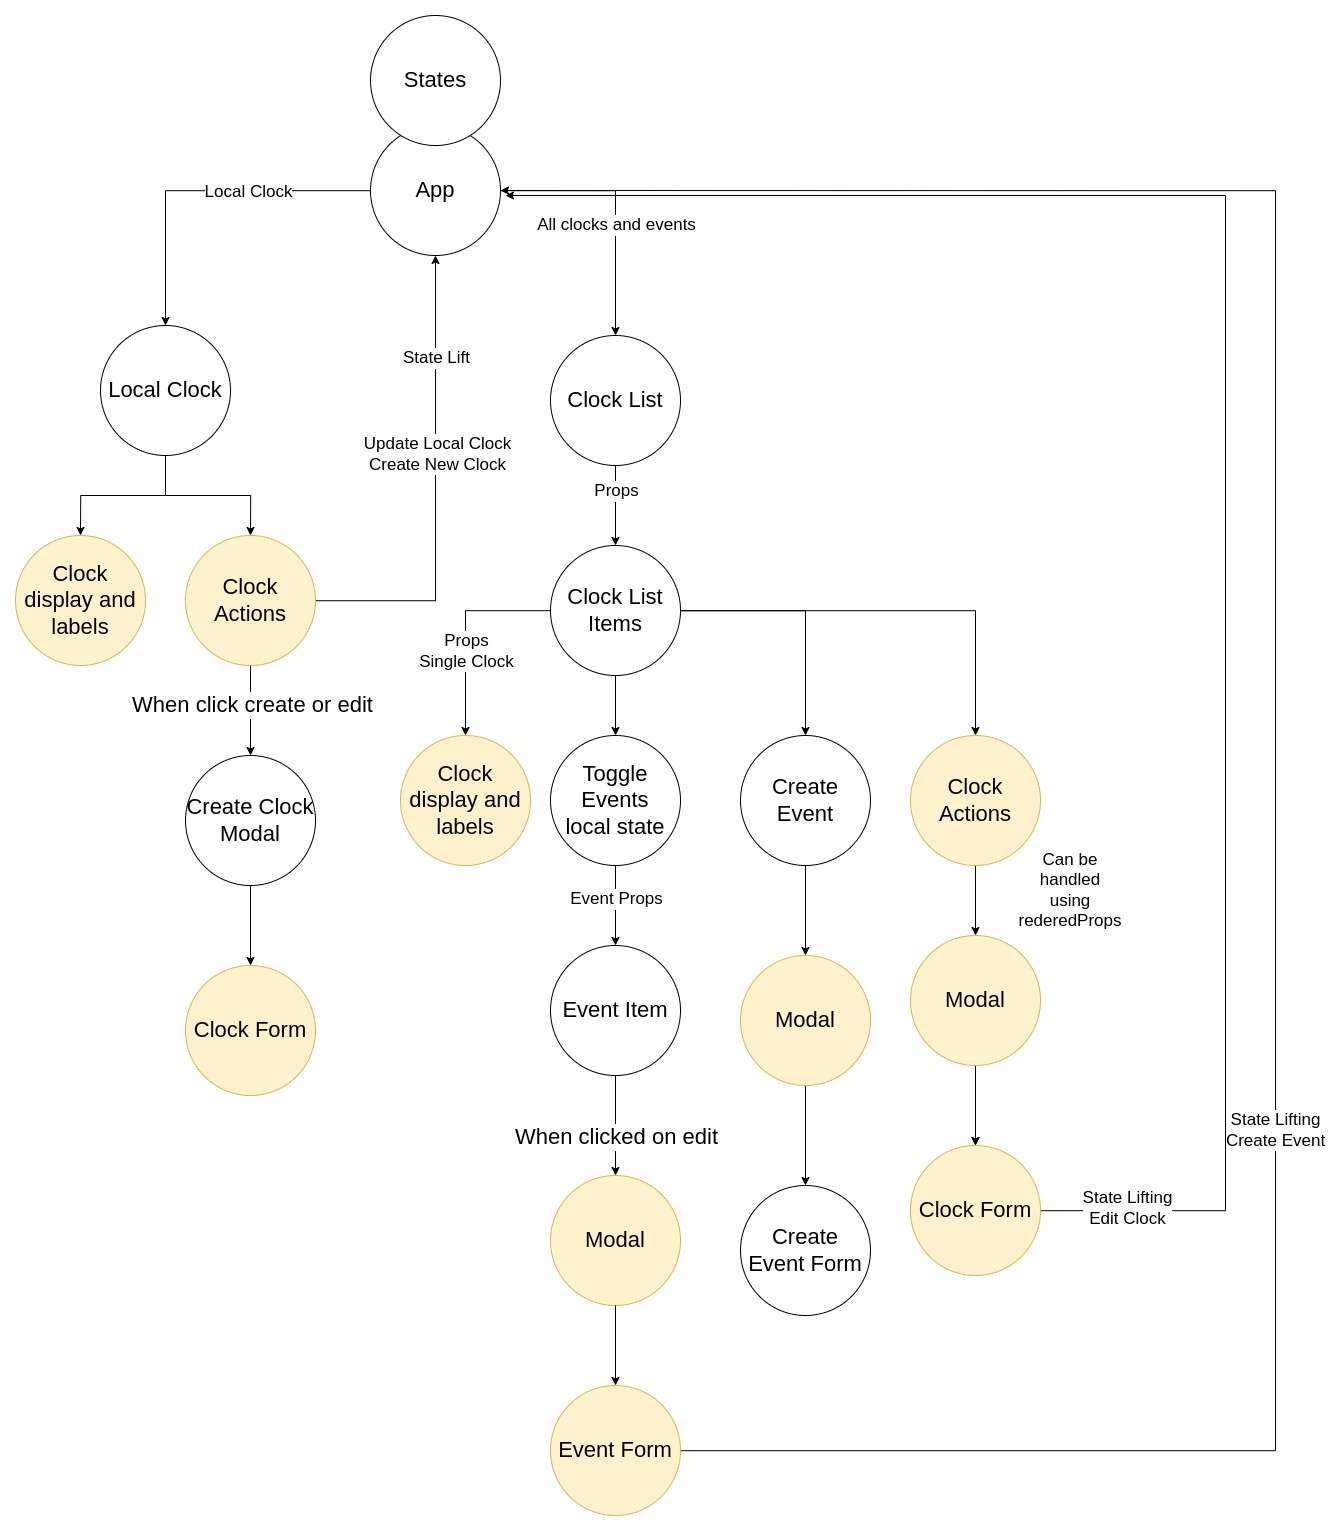 States
App
Local Clock
All clocks and events
State Lift
Local Clock
Clock List
Update Local Clock
Create New Clock
Props
Clock
display and
labels
Clock
Actions
Clock List
Items
Props
Single Clock
When click create or edit
Create Clock
Modal
Clock
display and
labels
Toggle
Events
local state
Create
Event
Clock
Actions
Can be
handled
using
rederedProps
Event Props
Clock Form
Event Item
Modal
Modal
When clicked on edit
State Lifting
Create Event
Modal
Create
Event Form
Clock Form
State Lifting
Edit Clock
Event Form